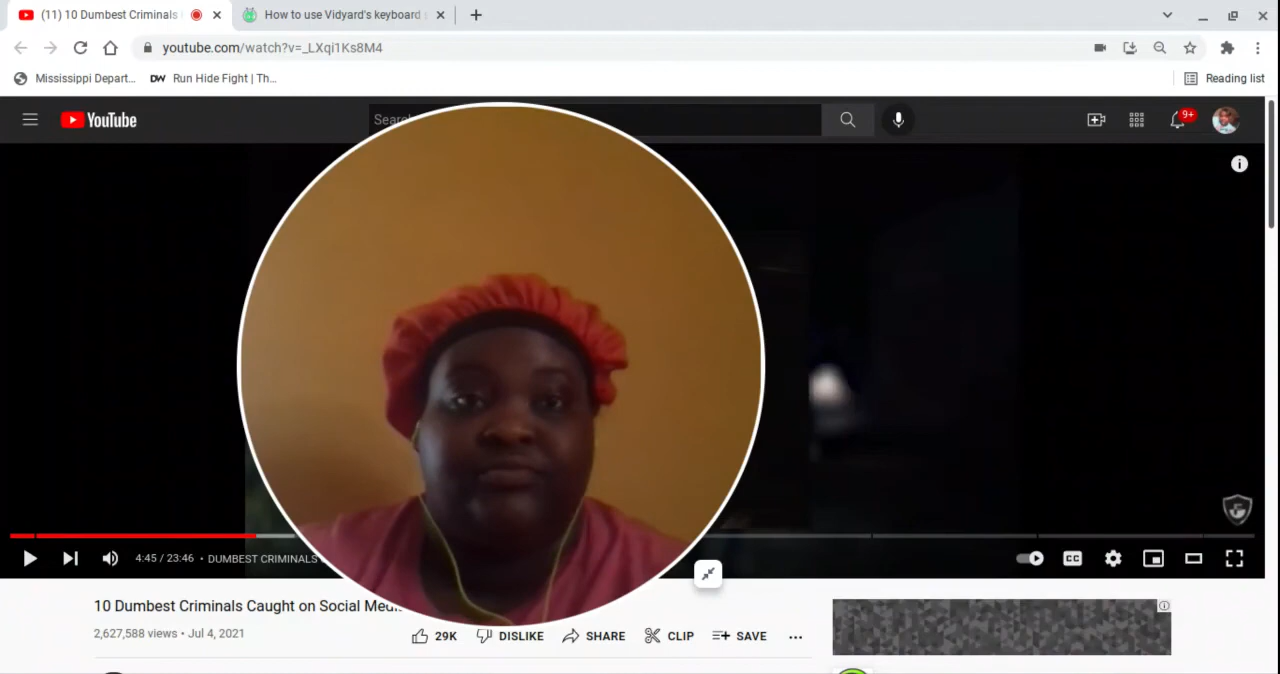 (11) 10 Dumbest Criminals
How to use Vidyard's keyboard
youtube.com/watch?v=_LXqi1Ks8M4
Mississippi Depart...
DW Run Hide Fight | Th...
Reading list
YouTube
Search
9+
4:45 / 23:46 • DUMBEST CRIMINALS
CC
10 Dumbest Criminals Caught on Social
2,627,588 views • Jul 4, 2021
29K DISLIKE SHARE CLIP SAVE ...